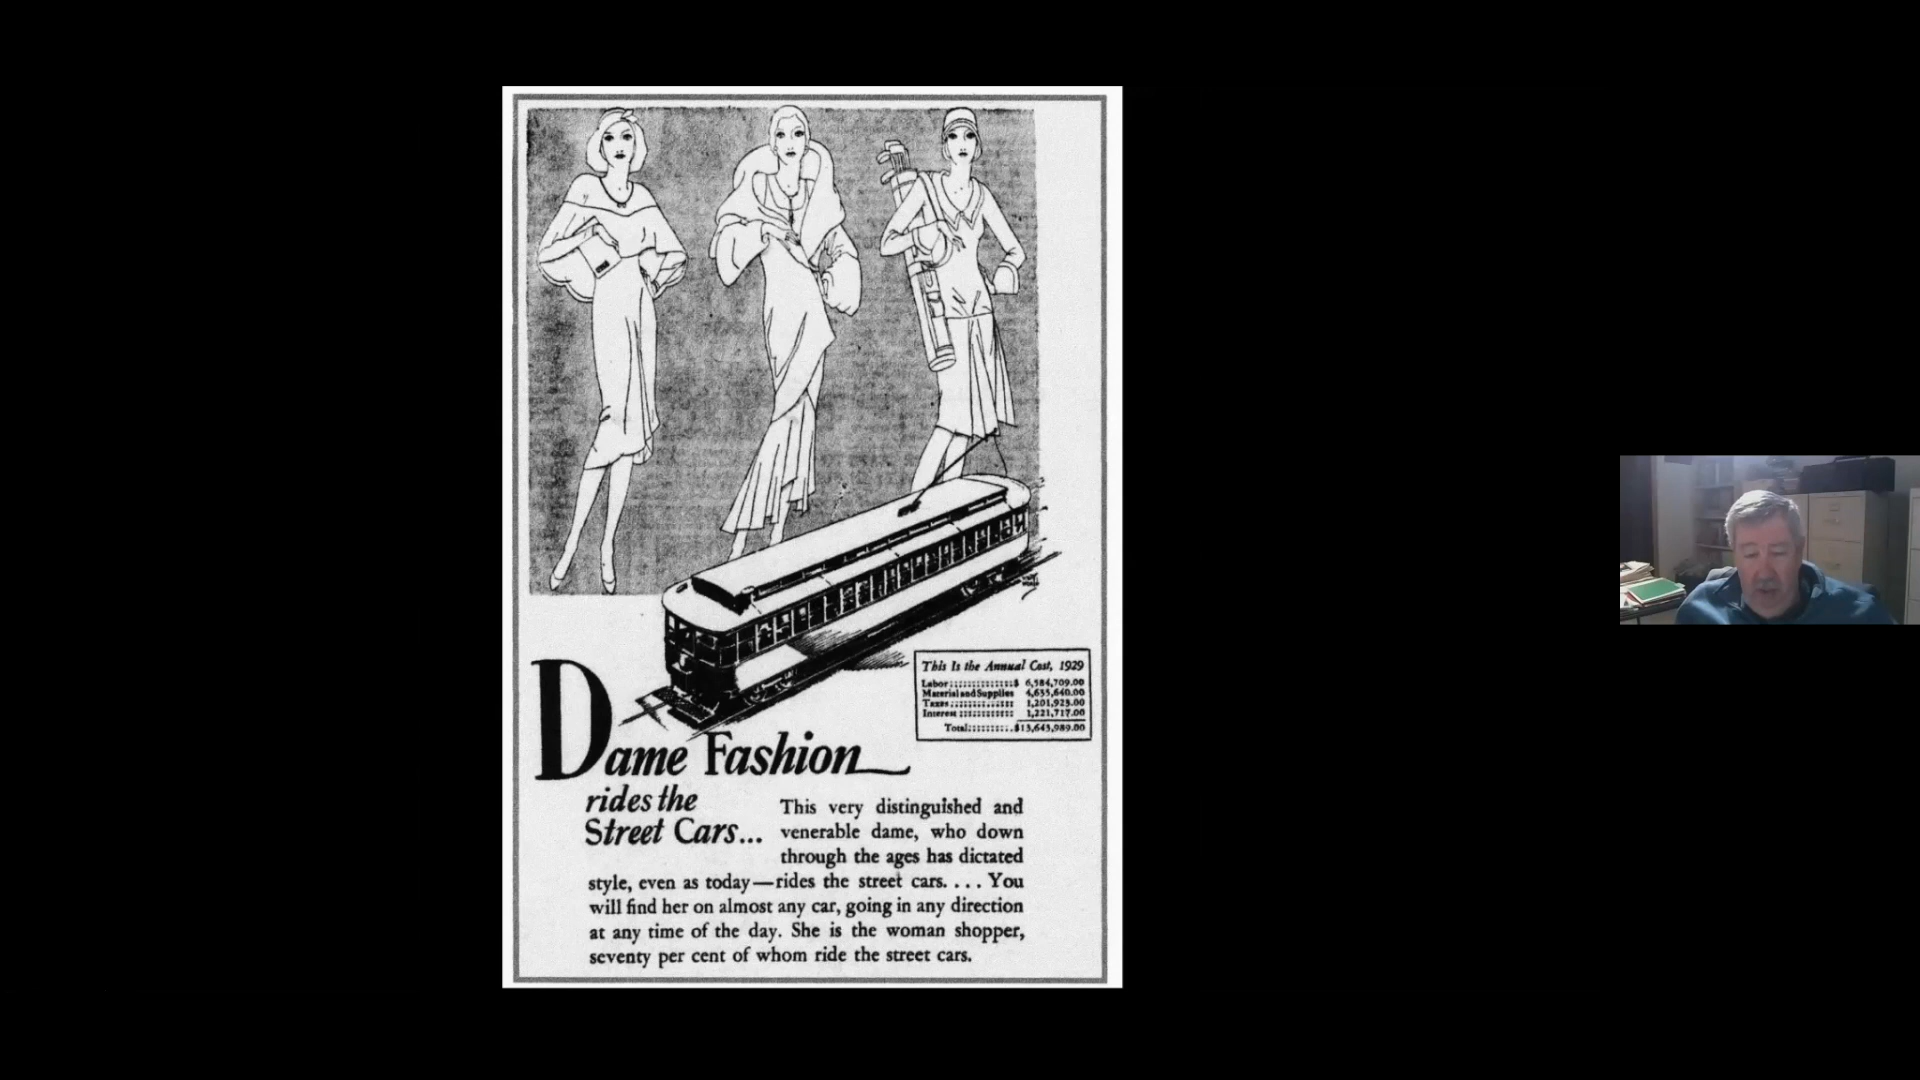 This Is the Annual Cost, 1929
Labor::::::::::::::$ 6,584,709.00
Material and Supplies 4,635,640.00
Taxes::::::::::::: 1,201,923.00
Interest:::::::::::: 1,221,717.00
Total:::::::::.$13,643,989.00
Dame Fashion
rides the
Street Cars...
This very distinguished and
venerable dame, who down
through the ages has dictated
style, even as today—rides the street cars. . . . You
will find her on almost any car, going in any direction
at any time of the day. She is the woman shopper,
seventy per cent of whom ride the street cars.